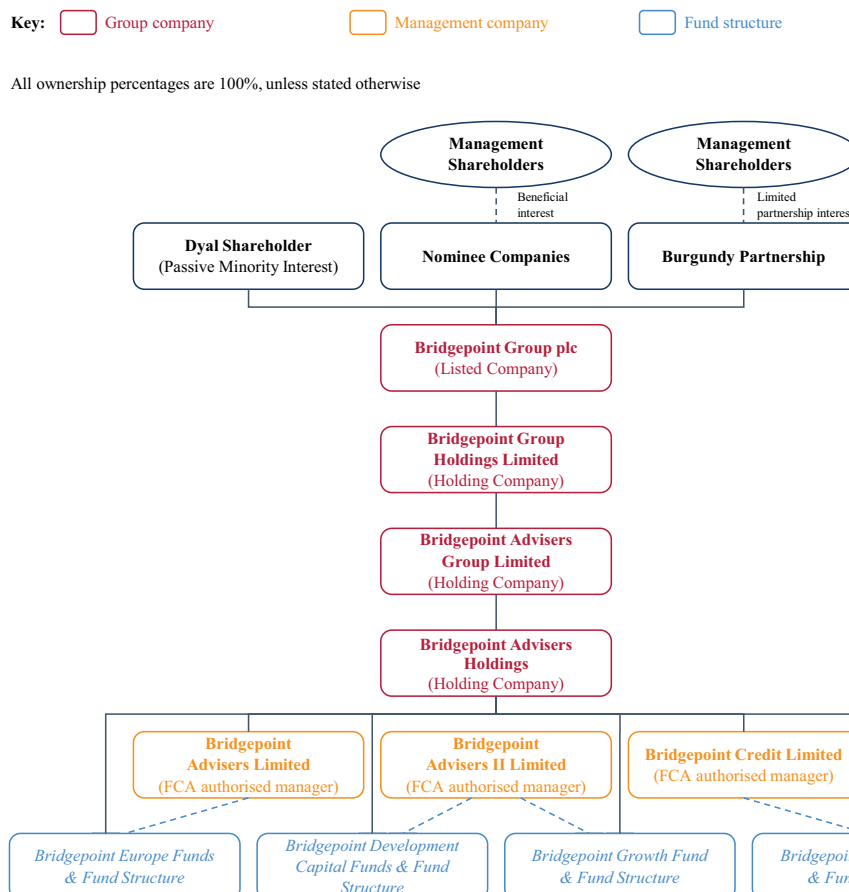 Key: Group company Management company Fund structure
All ownership percentages are 100%, unless stated otherwise
Management
Shareholders
Management
Shareholders
Beneficial
interest
Limited
partnership interest
Dyal Shareholder
(Passive Minority Interest)
Nominee Companies
Burgundy Partnership
Bridgepoint Group plc
(Listed Company)
Bridgepoint Group
Holdings Limited
(Holding Company)
Bridgepoint Advisers
Group Limited
(Holding Company)
Bridgepoint Advisers
Holdings
(Holding Company)
Bridgepoint
Advisers Limited
(FCA authorised manager)
Bridgepoint
Advisers II Limited
(FCA authorised manager)
Bridgepoint Credit Limited
(FCA authorised manager)
Bridgepoint Europe Funds
& Fund Structure
Bridgepoint Development
Capital Funds & Fund
Structure
Bridgepoint Growth Fund
& Fund Structure